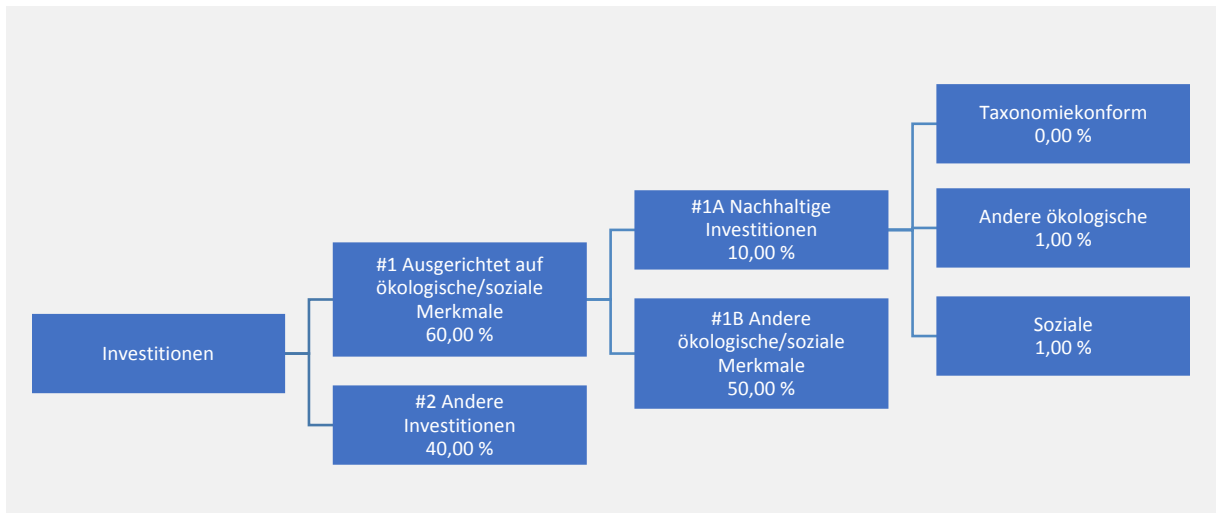 Investitionen
#1 Ausgerichtet auf
ökologische/soziale
Merkmale
60,00 %
#2 Andere
Investitionen
40,00 %
#1A Nachhaltige
Investitionen
10,00 %
#1B Andere
ökologische/soziale
Merkmale
50,00 %
Taxonomiekonform
0,00 %
Andere ökologische
1,00 %
Soziale
1,00 %